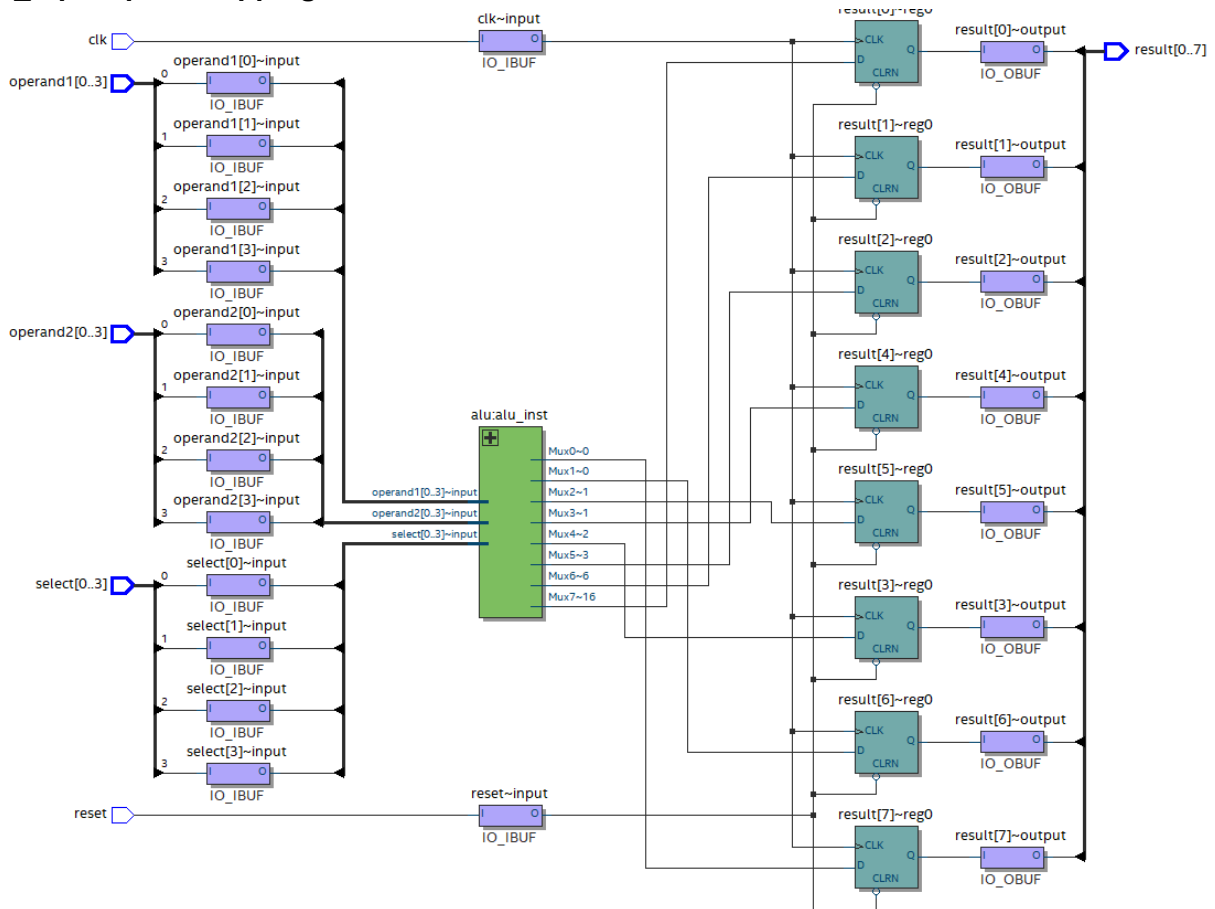 clk
clk~input
I O
IO_IBUF
operand1[0..3]
0
operand1[0]~input
I O
IO_IBUF
1
operand1[1]~input
I O
IO_IBUF
2
operand1[2]~input
I O
IO_IBUF
3
operand1[3]~input
I O
IO_IBUF
operand2[0..3]
0
operand2[0]~input
I O
IO_IBUF
1
operand2[1]~input
I O
IO_IBUF
2
operand2[2]~input
I O
IO_IBUF
3
operand2[3]~input
I O
IO_IBUF
select[0..3]
0
select[0]~input
I O
IO_IBUF
1
select[1]~input
I O
IO_IBUF
2
select[2]~input
I O
IO_IBUF
3
select[3]~input
I O
IO_IBUF
reset
reset~input
I O
IO_IBUF
alu:alu_inst
operand1[0..3]~input
operand2[0..3]~input
select[0..3]~input
Mux0~0
Mux1~0
Mux2~1
Mux3~1
Mux4~2
Mux5~3
Mux6~6
Mux7~16
result[0]~reg0
CLK
D
Q
CLRN
result[0]~output
I O
IO_OBUF
result[0..7]
result[1]~reg0
CLK
D
Q
CLRN
result[1]~output
I O
IO_OBUF
result[2]~reg0
CLK
D
Q
CLRN
result[2]~output
I O
IO_OBUF
result[4]~reg0
CLK
D
Q
CLRN
result[4]~output
I O
IO_OBUF
result[5]~reg0
CLK
D
Q
CLRN
result[5]~output
I O
IO_OBUF
result[3]~reg0
CLK
D
Q
CLRN
result[3]~output
I O
IO_OBUF
result[6]~reg0
CLK
D
Q
CLRN
result[6]~output
I O
IO_OBUF
result[7]~reg0
CLK
D
Q
CLRN
result[7]~output
I O
IO_OBUF